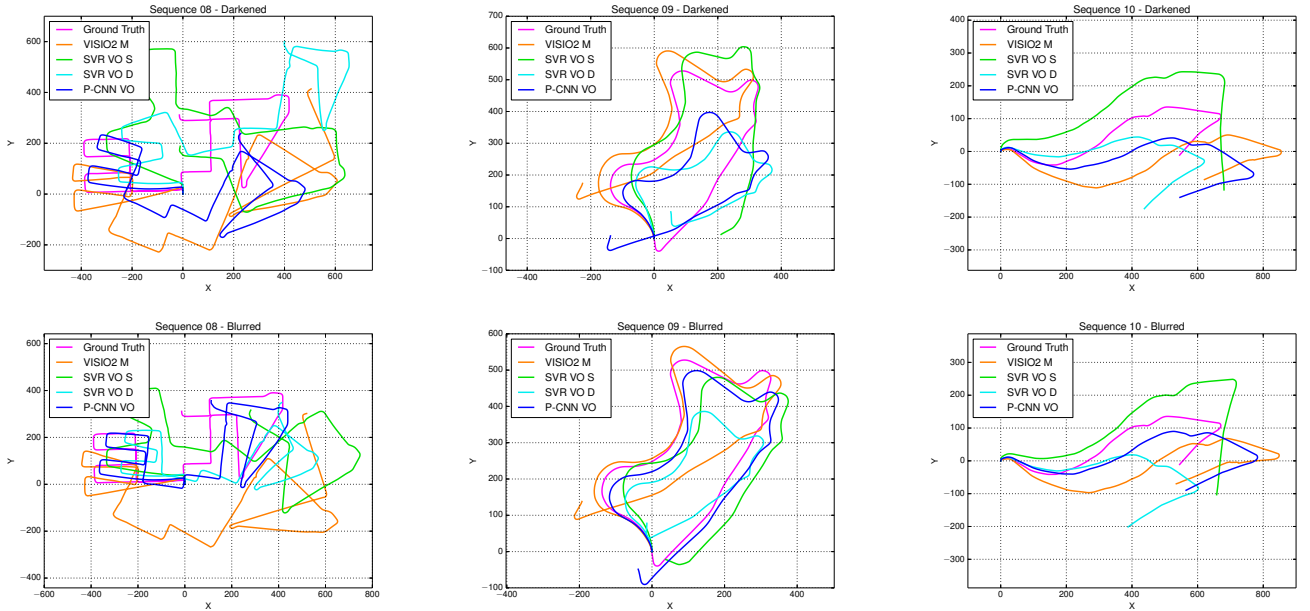 Sequence 08 - Darkened
Ground Truth
VISIO2 M
SVR VO S
SVR VO D
P-CNN VO
600
400
200
0
−200
Y
−400 −200 0 200 400 600
X
Sequence 09 - Darkened
Ground Truth
VISIO2 M
SVR VO S
SVR VO D
P-CNN VO
700
600
500
400
300
200
100
0
−100
Y
−400 −200 0 200 400
X
Sequence 10 - Darkened
Ground Truth
VISIO2 M
SVR VO S
SVR VO D
P-CNN VO
400
300
200
100
0
−100
−200
−300
Y
0 200 400 600 800
X
Sequence 08 - Blurred
Ground Truth
VISIO2 M
SVR VO S
SVR VO D
P-CNN VO
600
400
200
0
−200
−400
Y
−600 −400 −200 0 200 400 600 800
X
Sequence 09 - Blurred
Ground Truth
VISIO2 M
SVR VO S
SVR VO D
P-CNN VO
600
500
400
300
200
100
0
−100
Y
−400 −200 0 200 400
X
Sequence 10 - Blurred
Ground Truth
VISIO2 M
SVR VO S
SVR VO D
P-CNN VO
300
200
100
0
−100
−200
−300
Y
0 200 400 600 800
X